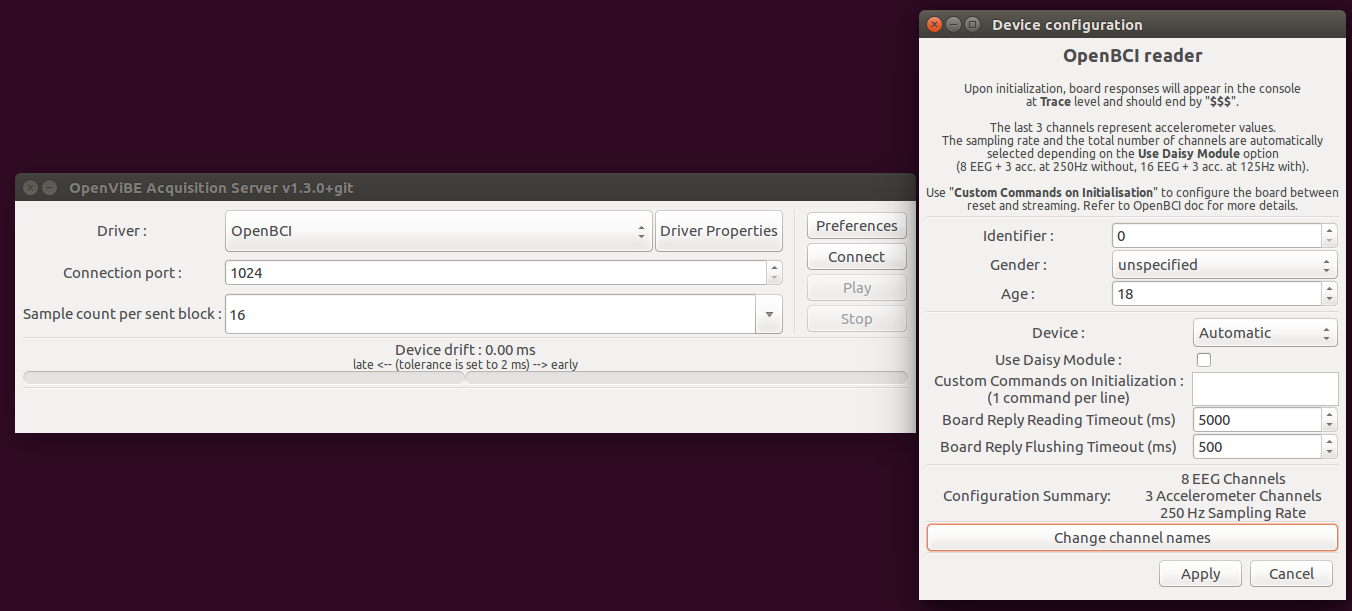 OpenViBE Acquisition Server v1.3.0+git
Driver :
OpenBCI
Driver Properties
Connection port :
1024
Sample count per sent block :
16
Preferences
Connect
Play
Stop
Device drift : 0.00 ms
late <-- (tolerance is set to 2 ms) --> early
Device configuration
OpenBCI reader
Upon initialization, board responses will appear in the console
at Trace level and should end by "$$$".
The last 3 channels represent accelerometer values.
The sampling rate and the total number of channels are automatically
selected depending on the Use Daisy Module option
(8 EEG + 3 acc. at 250Hz without, 16 EEG + 3 acc. at 125Hz with).
Use "Custom Commands on Initialisation" to configure the board between
reset and streaming. Refer to OpenBCI doc for more details.
Identifier :
0
Gender :
unspecified
Age :
18
Device :
Automatic
Use Daisy Module :
Custom Commands on Initialization :
(1 command per line)
Board Reply Reading Timeout (ms)
5000
Board Reply Flushing Timeout (ms)
500
Configuration Summary:
8 EEG Channels
3 Accelerometer Channels
250 Hz Sampling Rate
Change channel names
Apply
Cancel